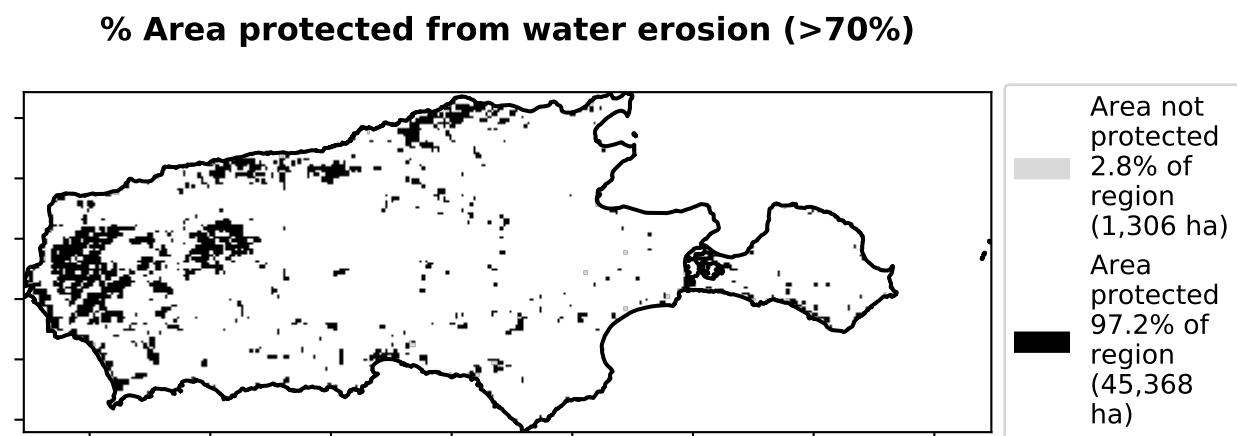 % Area protected from water erosion (>70%)
Area not
protected
2.8% of
region
(1,306 ha)
Area
protected
97.2% of
region
(45,368
ha)